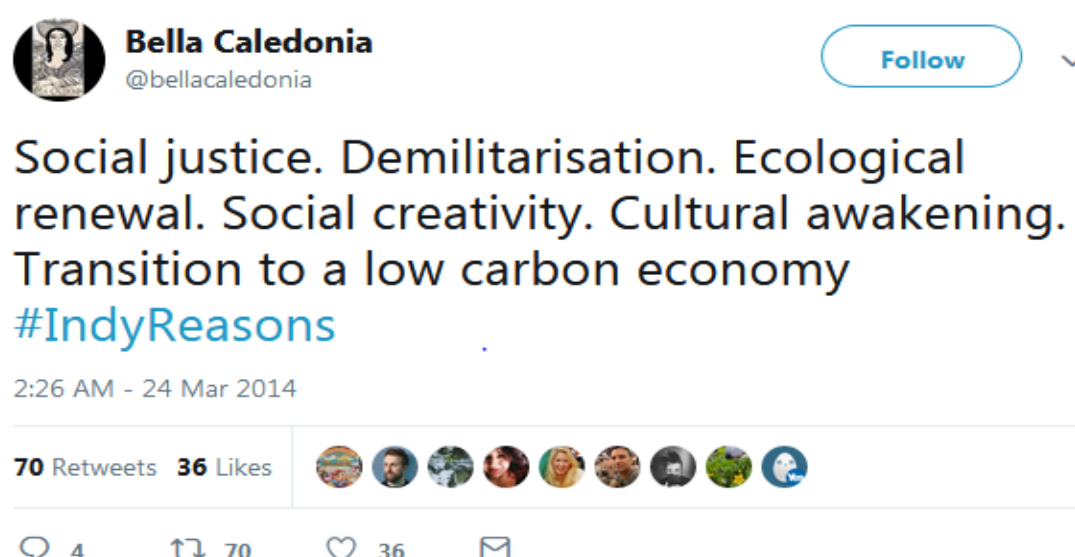 Bella Caledonia
@bellacaledonia
Follow
Social justice. Demilitarisation. Ecological
renewal. Social creativity. Cultural awakening.
Transition to a low carbon economy
#IndyReasons
2:26 AM - 24 Mar 2014
70 Retweets 36 Likes
4 70 36